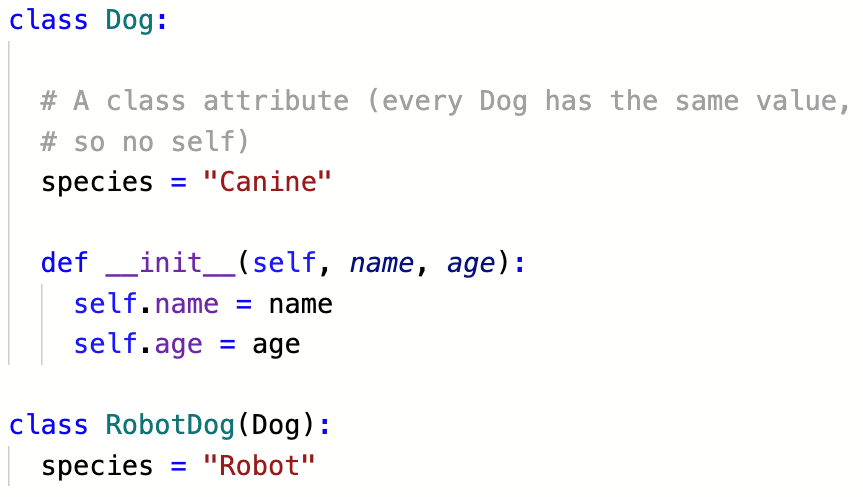 class Dog:
# A class attribute (every Dog has the same value,
# so no self)
species = "Canine"
def __init__(self, name, age):
self.name = name
self.age = age
class RobotDog(Dog):
species = "Robot"